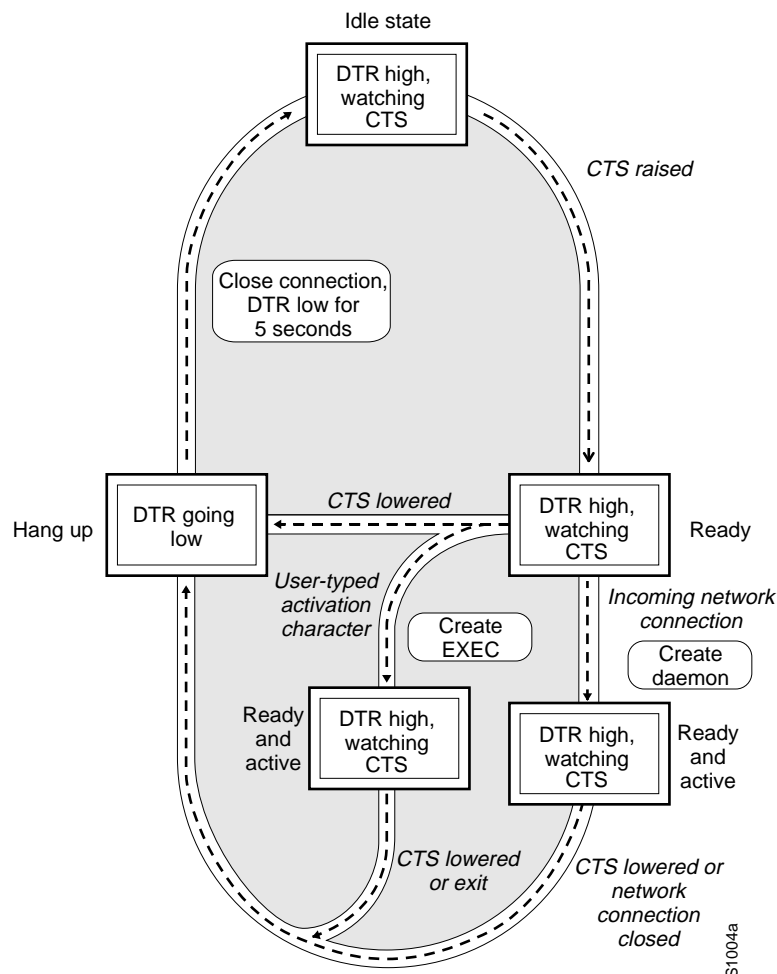 Idle state
DTR high,
watching
CTS
CTS raised
Close connection,
DTR low for
5 seconds
Hang up
DTR going
low
CTS lowered
DTR high,
watching
CTS
Ready
User-typed
activation
character
Create
EXEC
Incoming network
connection
Create
daemon
Ready
and
active
DTR high,
watching
CTS
DTR high,
watching
CTS
Ready
and
active
CTS lowered
or exit
CTS lowered or
network
connection
closed
S1004a